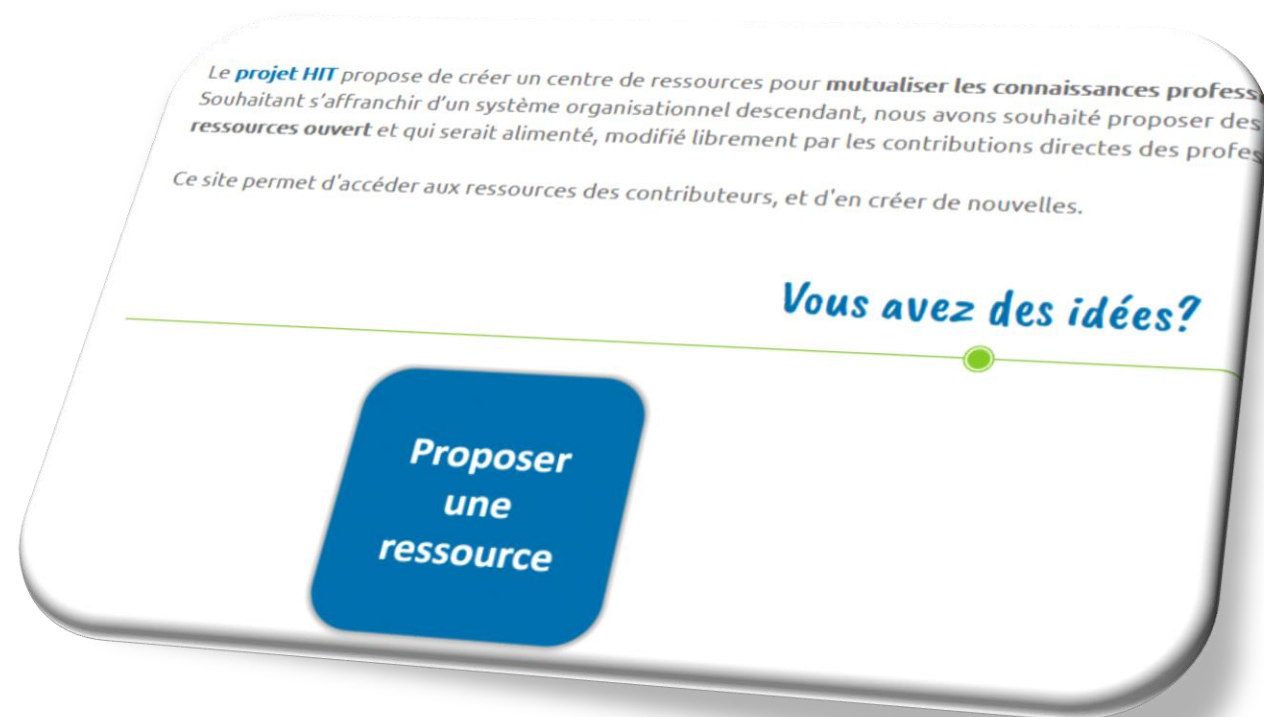 Le projet HIT propose de créer un centre de ressources pour mutualiser les connaissances profess
Souhaitant s’affranchir d’un système organisationnel descendant, nous avons souhaité proposer des
ressources ouvert et qui serait alimenté, modifié librement par les contributions directes des profes
Ce site permet d'accéder aux ressources des contributeurs, et d'en créer de nouvelles.
Vous avez des idées?
Proposer
une
ressource